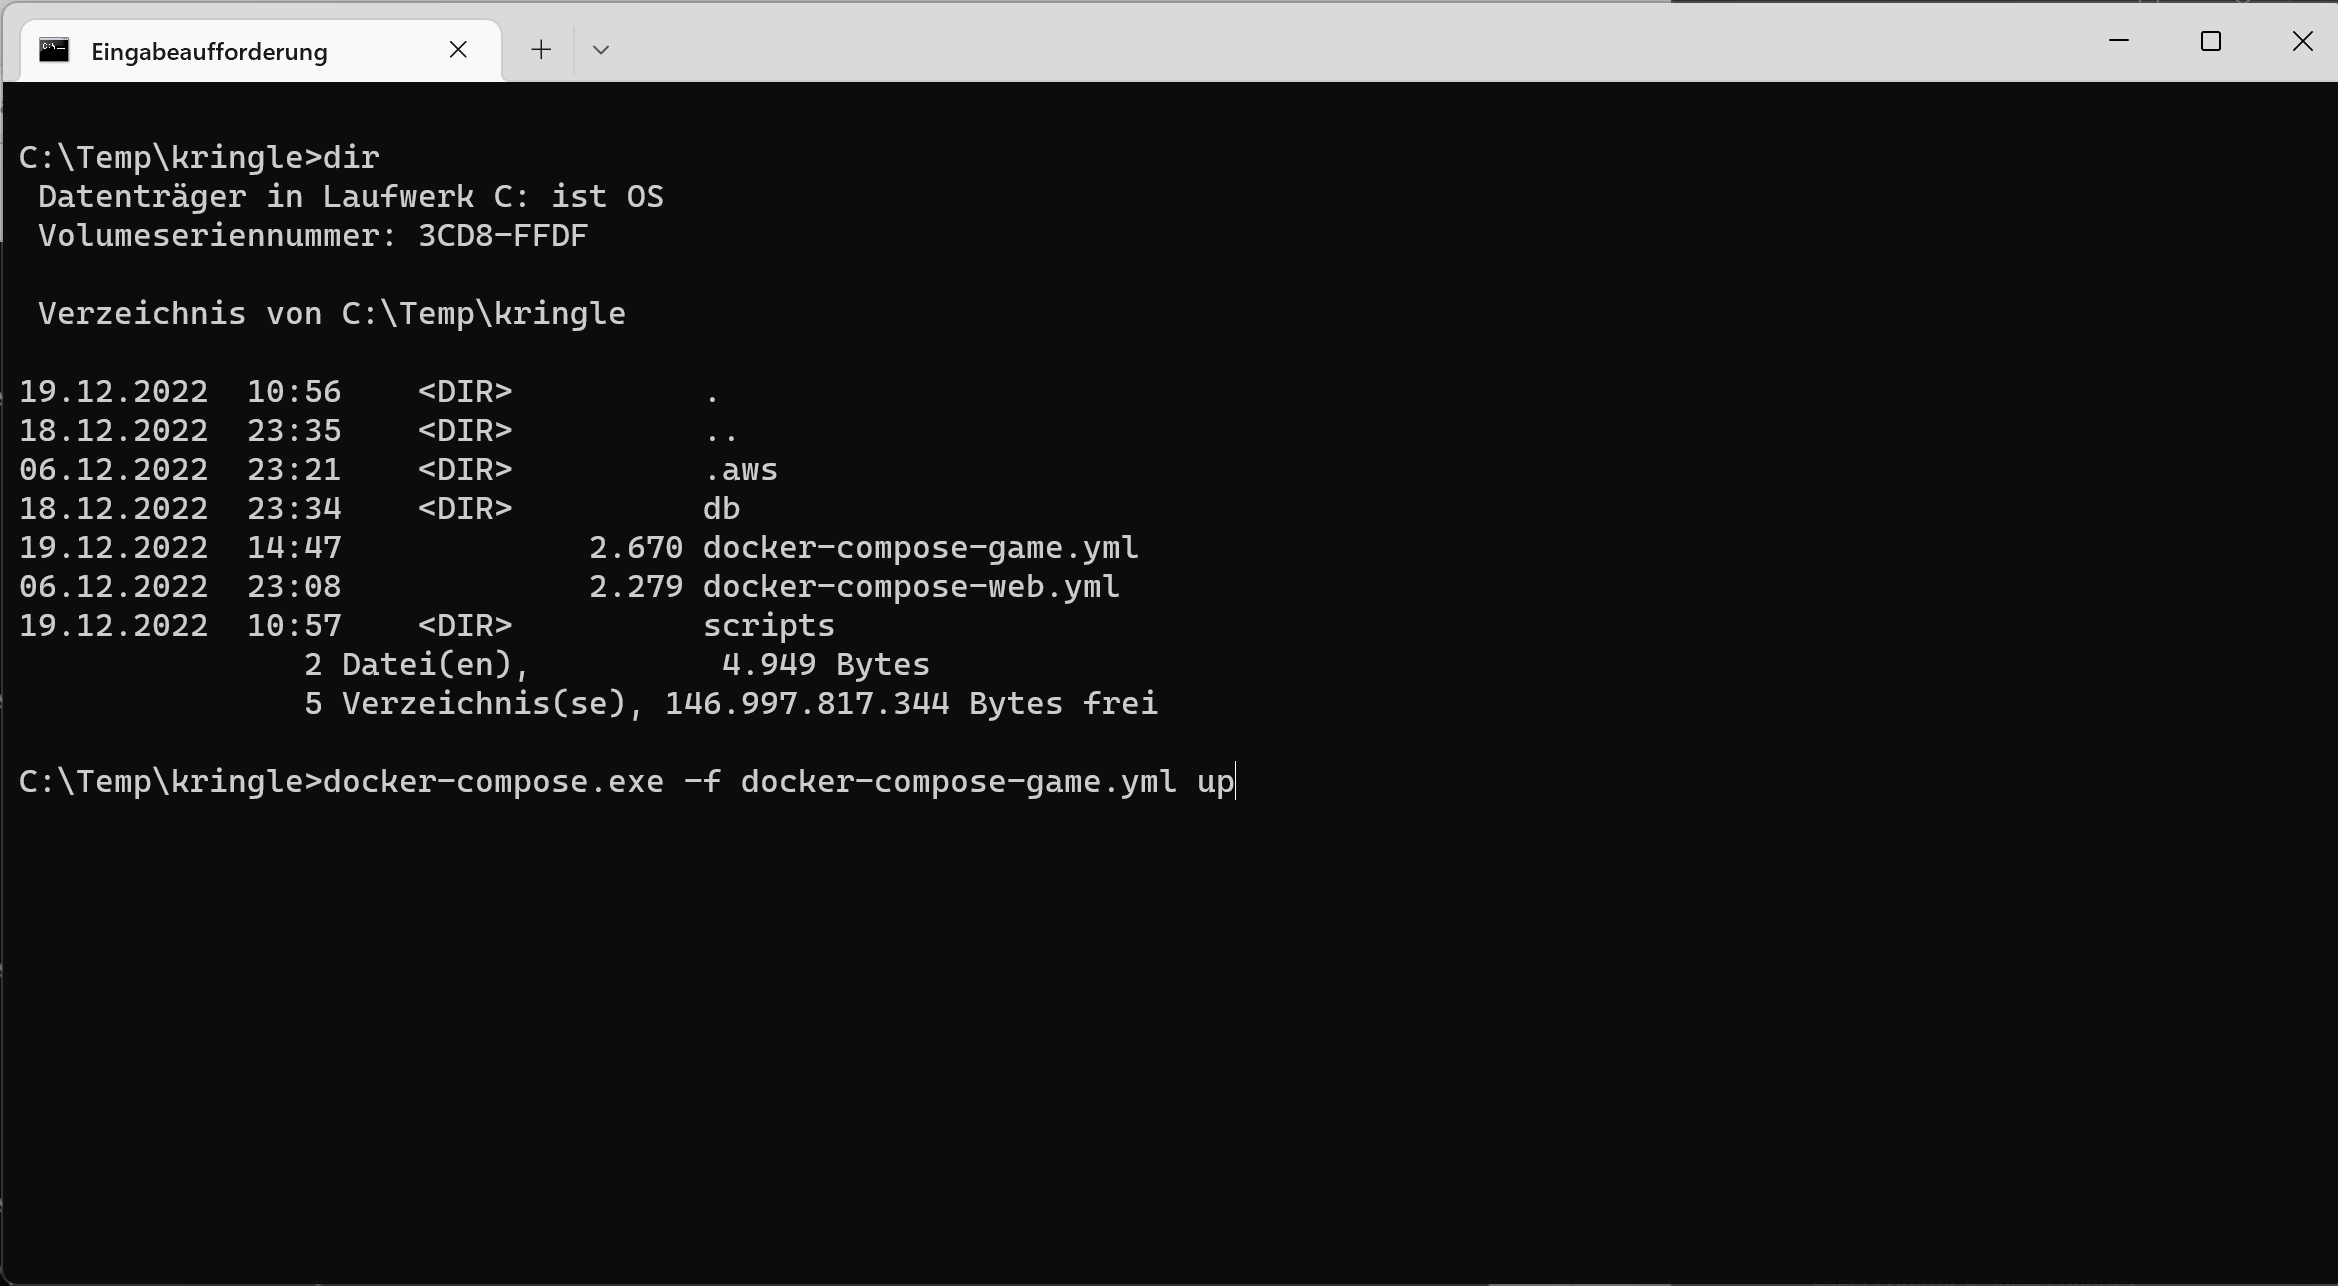 Eingabeaufforderung
C:\Temp\kringle>dir
 Datenträger in Laufwerk C: ist OS
 Volumeseriennummer: 3CD8-FFDF
 Verzeichnis von C:\Temp\kringle
19.12.2022  10:56    <DIR>          .
18.12.2022  23:35    <DIR>          ..
06.12.2022  23:21    <DIR>          .aws
18.12.2022  23:34    <DIR>          db
19.12.2022  14:47             2.670 docker-compose-game.yml
06.12.2022  23:08             2.279 docker-compose-web.yml
19.12.2022  10:57    <DIR>          scripts
               2 Datei(en),          4.949 Bytes
               5 Verzeichnis(se), 146.997.817.344 Bytes frei
C:\Temp\kringle>docker-compose.exe -f docker-compose-game.yml up